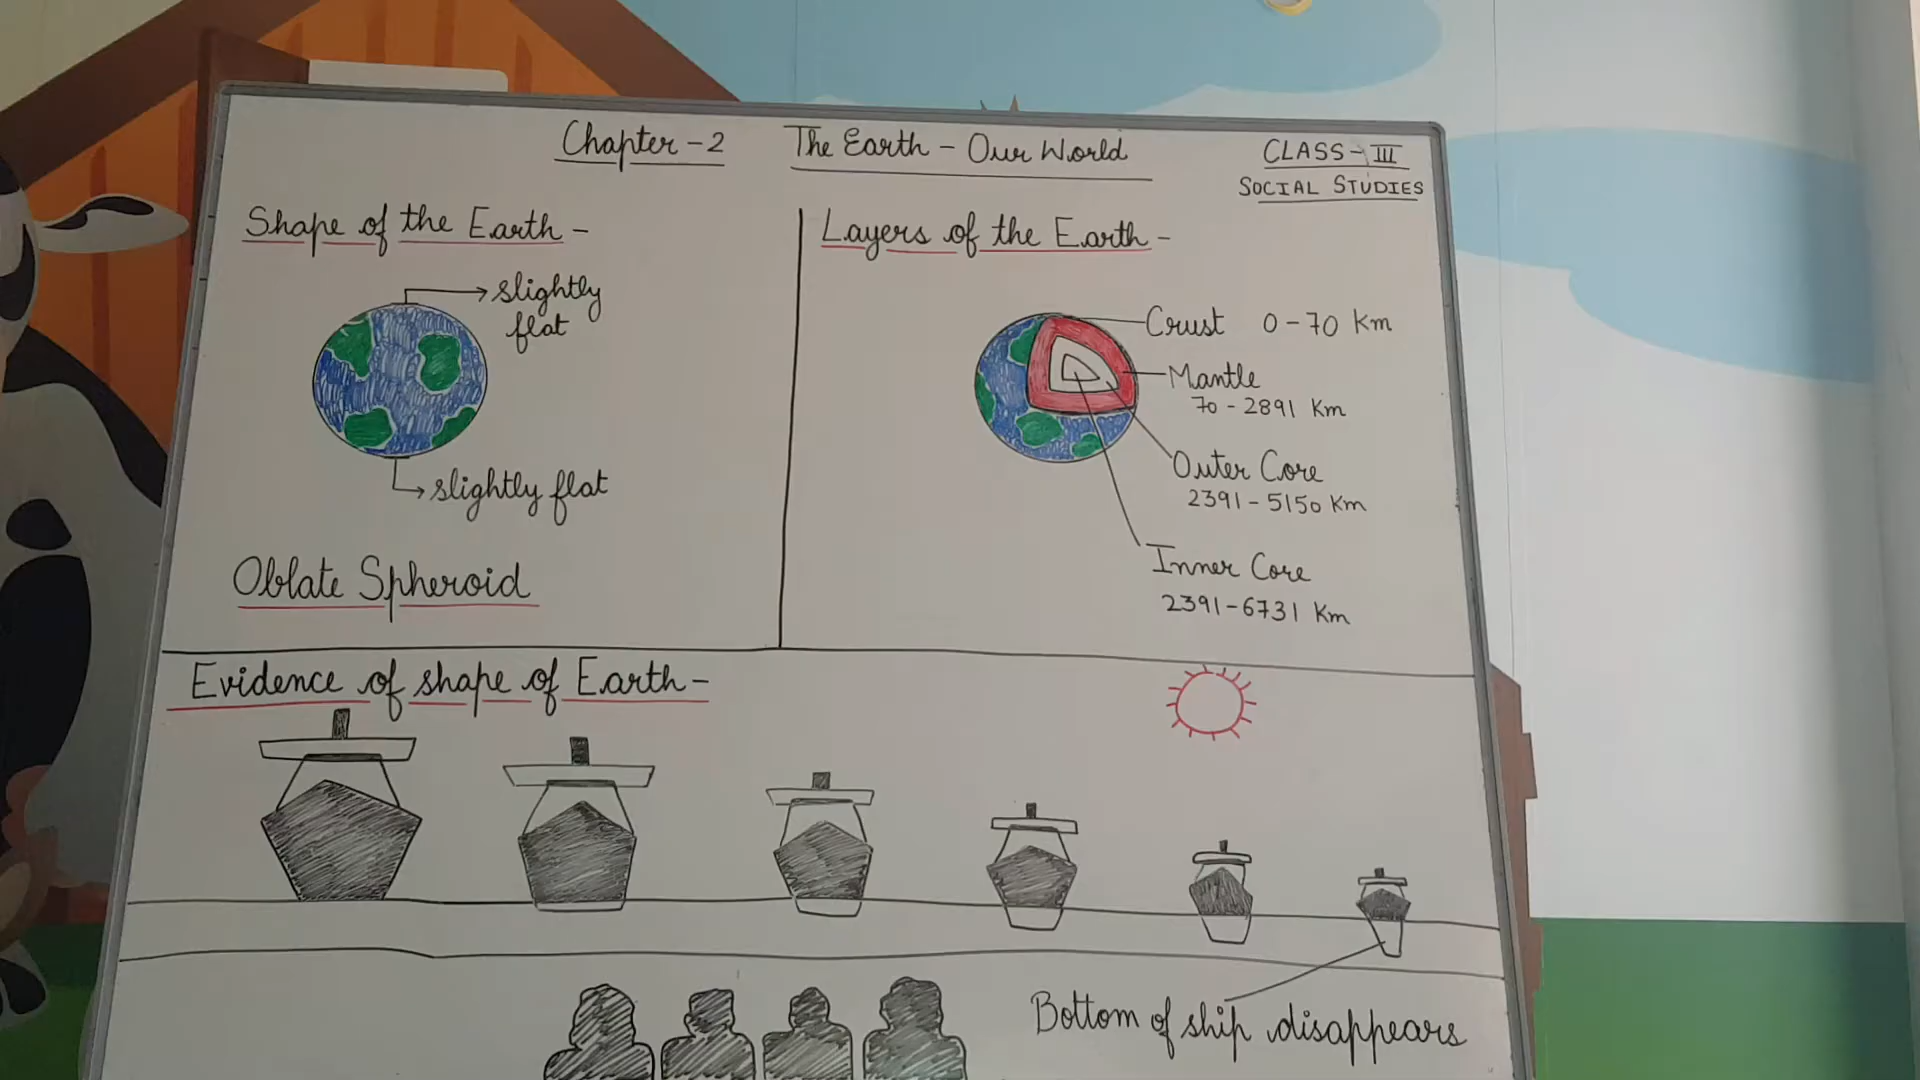 Chapter - 2 The Earth - Our World
CLASS - III
SOCIAL STUDIES
Shape of the Earth -
slightly
flat
slightly flat
Oblate Spheroid
Layers of the Earth -
Crust 0 - 70 Km
Mantle
70 - 2891 Km
Outer Core
2391 - 5150 Km
Inner Core
2391 - 6731 Km
Evidence of shape of Earth -
Bottom of ship disappears